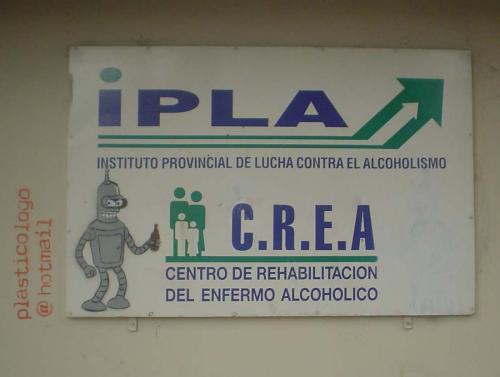 iPLA
INSTITUTO PROVINCIAL DE LUCHA CONTRA EL ALCOHOLISMO
C.R.E.A
CENTRO DE REHABILITACION
DEL ENFERMO ALCOHOLICO
plasticologo
@hotmail